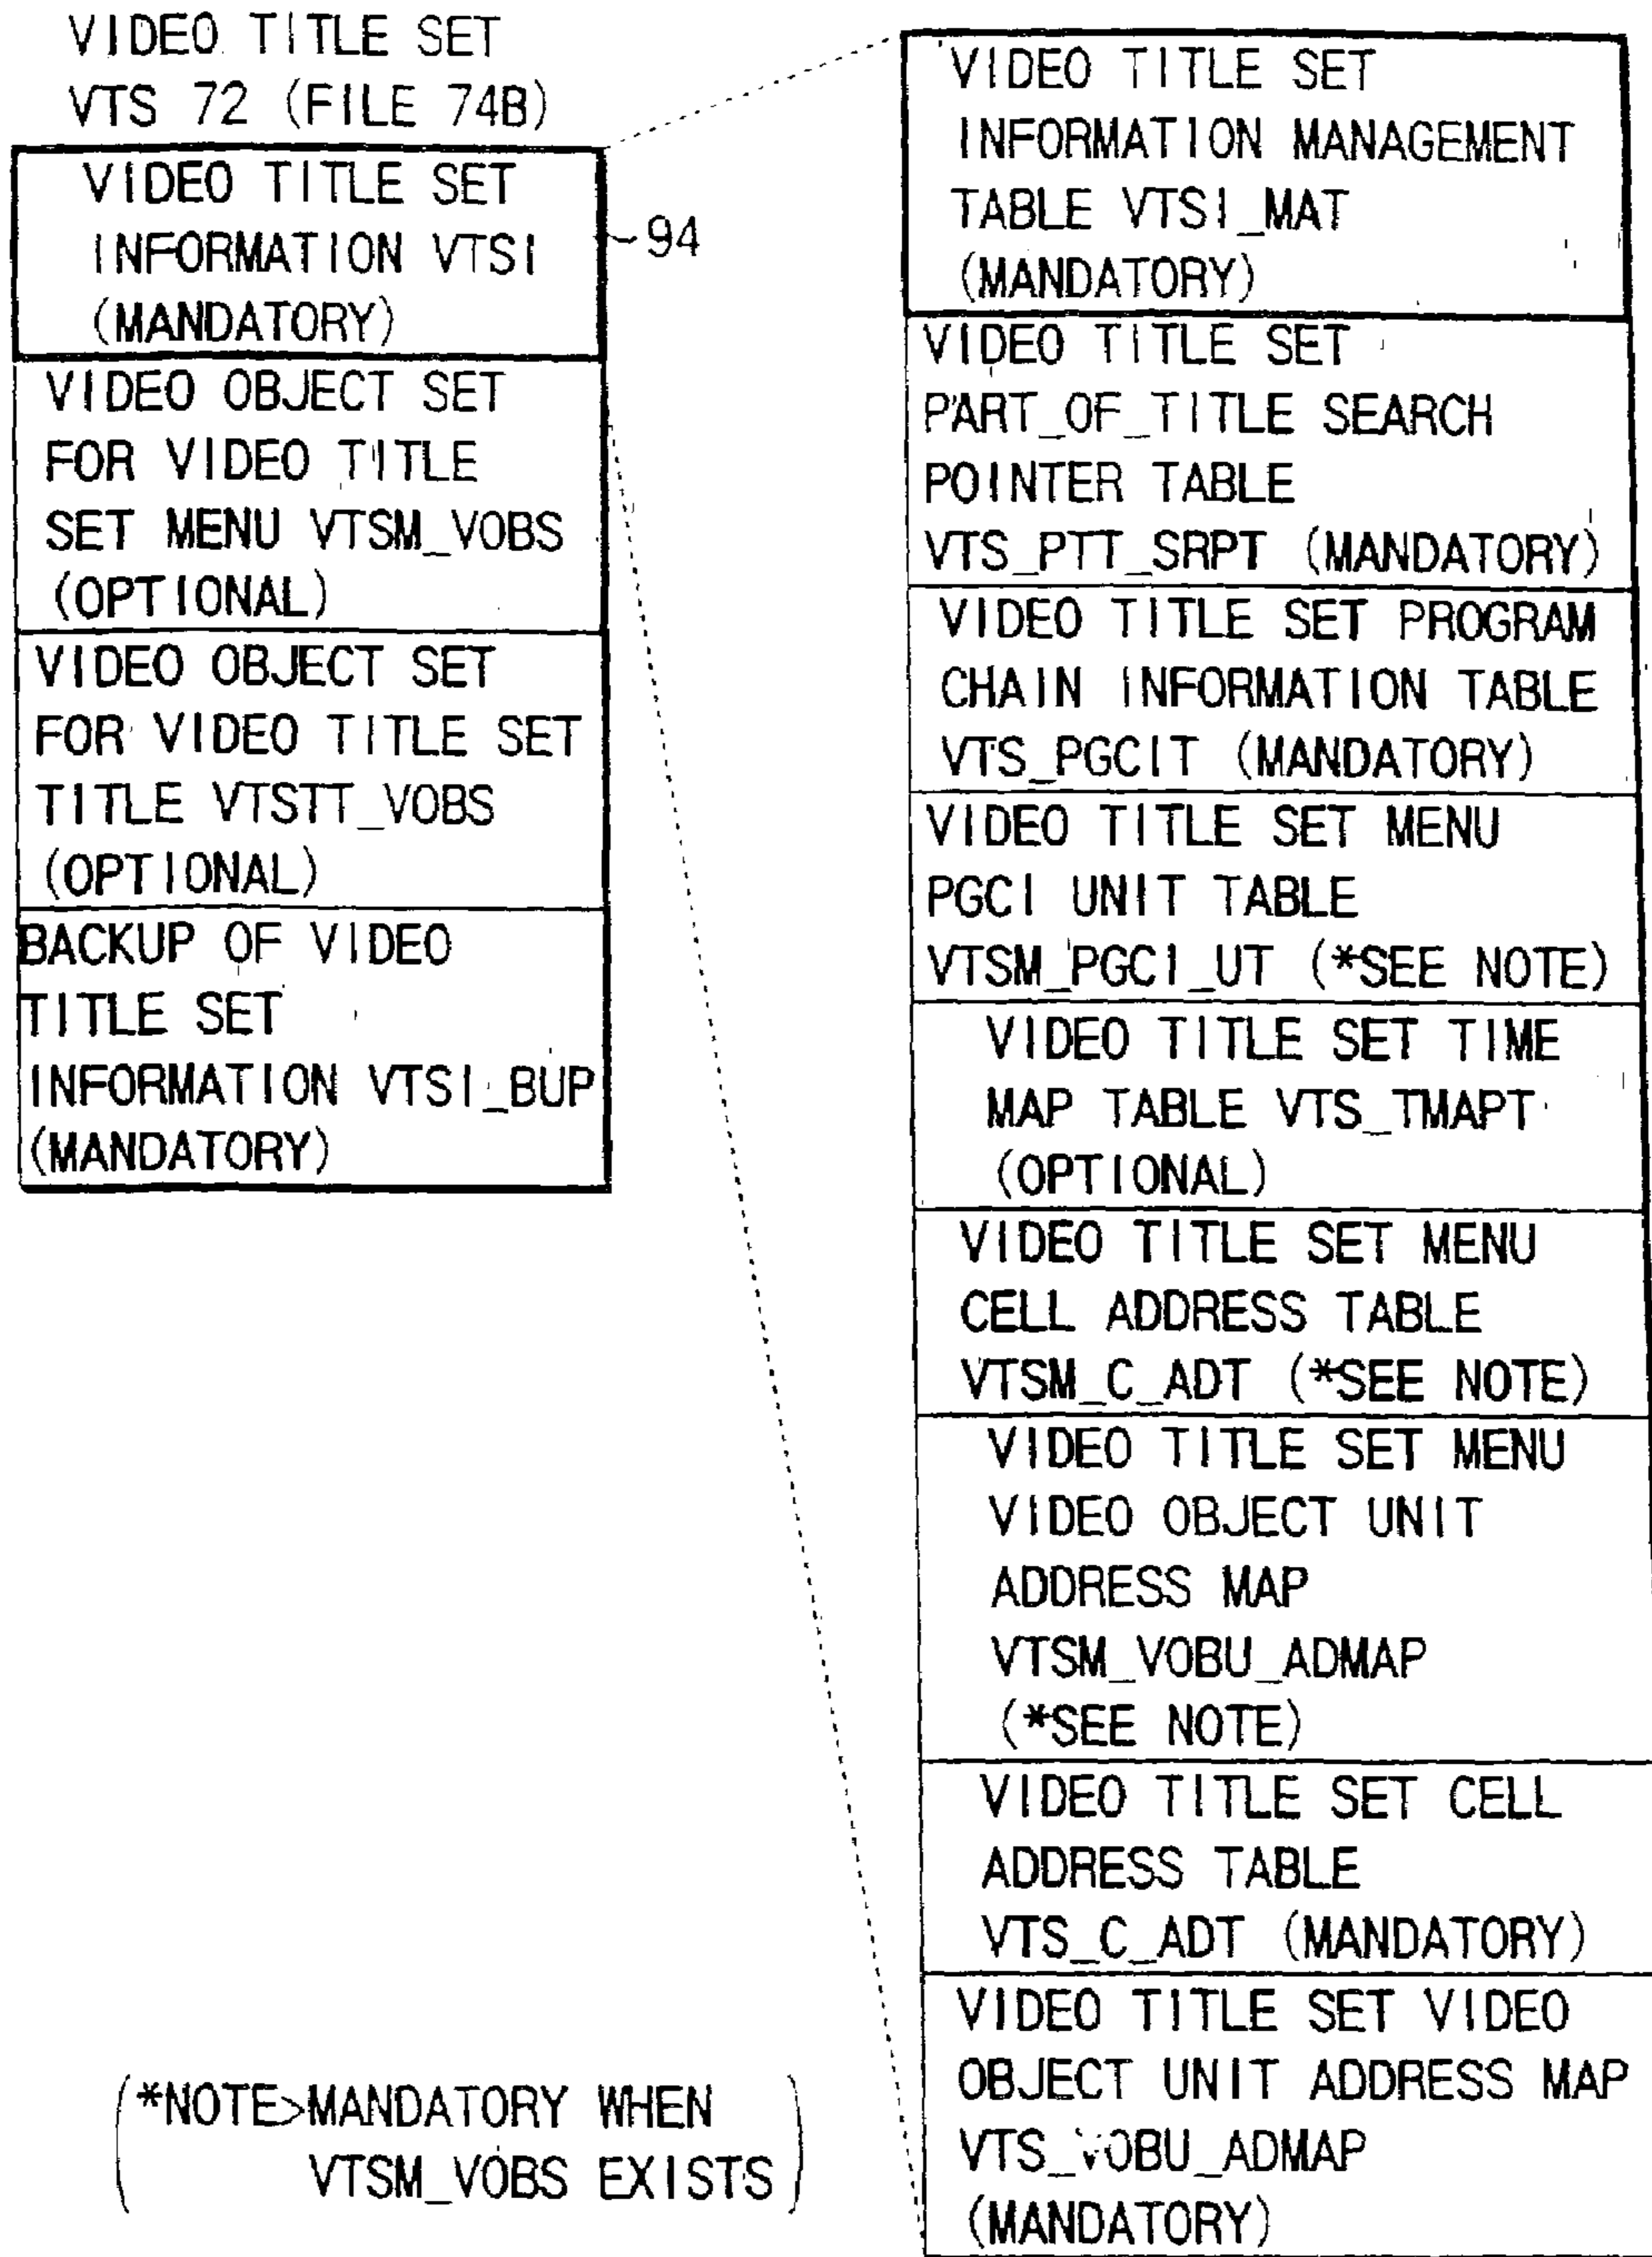 VIDEO TITLE SET
VTS 72 (FILE 74B)
VIDEO TITLE SET
INFORMATION VTSI
(MANDATORY)
94
VIDEO OBJECT SET
FOR VIDEO TITLE
SET MENU VTSM_VOBS
(OPTIONAL)
VIDEO OBJECT SET
FOR VIDEO TITLE SET
TITLE VTSTT_VOBS
(OPTIONAL)
BACKUP OF VIDEO
TITLE SET
INFORMATION VTSI_BUP
(MANDATORY)
VIDEO TITLE SET
INFORMATION MANAGEMENT
TABLE VTSI_MAT
(MANDATORY)
VIDEO TITLE SET
PART_OF_TITLE SEARCH
POINTER TABLE
VTS_PTT_SRPT (MANDATORY)
VIDEO TITLE SET PROGRAM
CHAIN INFORMATION TABLE
VTS_PGCIT (MANDATORY)
VIDEO TITLE SET MENU
PGCI UNIT TABLE
VTSM_PGCI_UT (*SEE NOTE)
VIDEO TITLE SET TIME
MAP TABLE VTS_TMAPT
(OPTIONAL)
VIDEO TITLE SET MENU
CELL ADDRESS TABLE
VTSM_C_ADT (*SEE NOTE)
VIDEO TITLE SET MENU
VIDEO OBJECT UNIT
ADDRESS MAP
VTSM_VOBU_ADMAP
(*SEE NOTE)
VIDEO TITLE SET CELL
ADDRESS TABLE
VTS_C_ADT (MANDATORY)
VIDEO TITLE SET VIDEO
OBJECT UNIT ADDRESS MAP
VTS_VOBU_ADMAP
(MANDATORY)
(*NOTE>MANDATORY WHEN
VTSM_VOBS EXISTS)